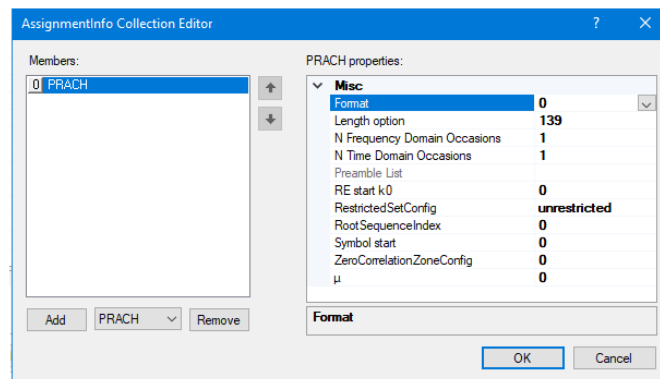 AssignmentInfo Collection Editor ? ×
Members:
0 PRACH
Add PRACH Remove
PRACH properties:
Misc
Format 0
Length option 139
N Frequency Domain Occasions 1
N Time Domain Occasions 1
Preamble List
RE start k0 0
RestrictedSetConfig unrestricted
RootSequenceIndex 0
Symbol start 0
ZeroCorrelationZoneConfig 0
μ 0
Format
OK Cancel